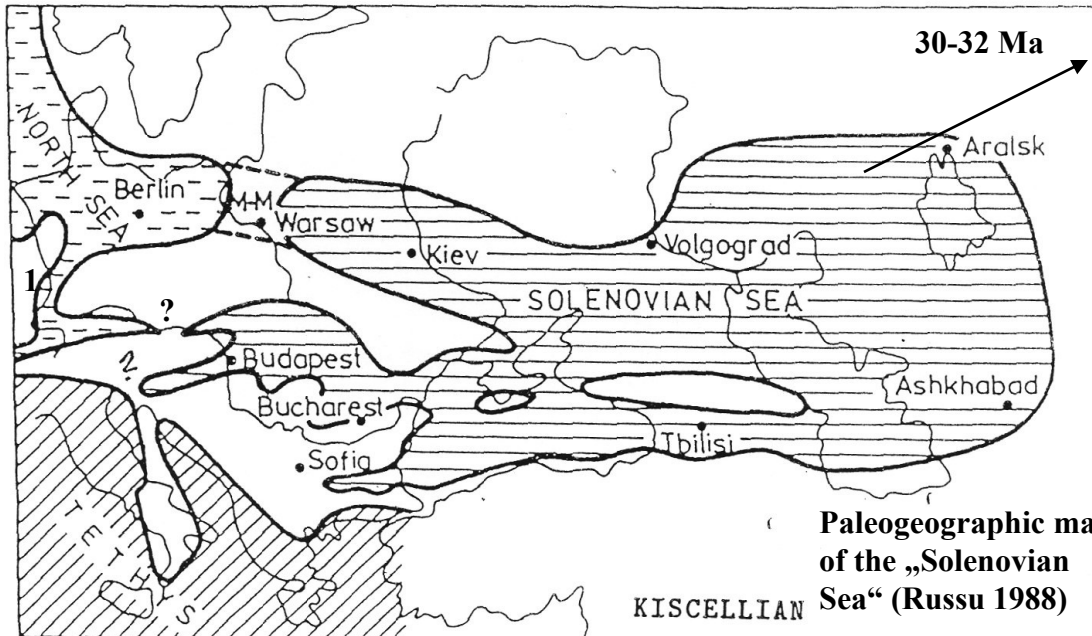 30-32 Ma
NORTH SEA
Aralsk
Berlin
M-M
Warsaw
Volgograd
Kiev
1
SOLENOVIAN SEA
?
N.
Budapest
Ashkhabad
Bucharest
Tbilisi
Sofia
TETHYS
Paleogeographic ma
of the „Solenovian
KISCELLIAN Sea“ (Russu 1988)